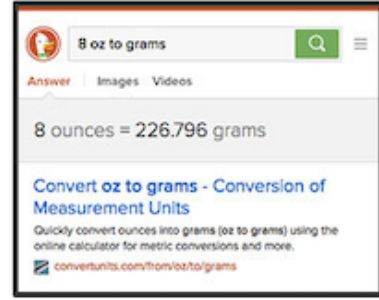 8 oz to grams
Answer Images Videos
8 ounces = 226.796 grams
Convert oz to grams - Conversion of
Measurement Units
Quickly convert ounces into grams (oz to grams) using the
online calculator for metric conversions and more.
convertunits.com/from/oz/to/grams